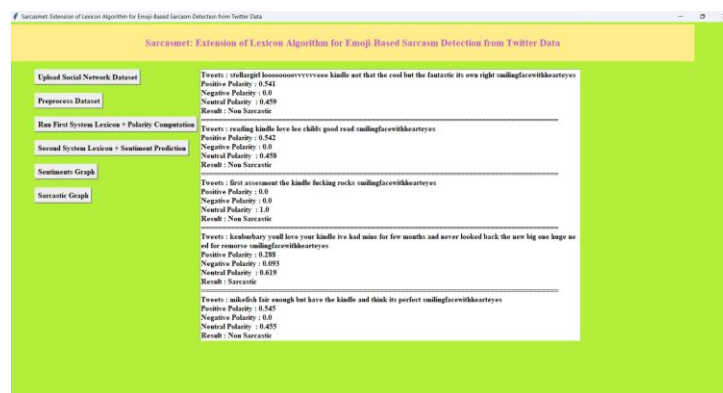 Sarcasmet: Extension of Lexicon Algorithm for Emoji-Based Sarcasm Detection from Twitter Data
Sarcasmet: Extension of Lexicon Algorithm for Emoji-Based Sarcasm Detection from Twitter Data
Upload Social Network Dataset
Preprocess Dataset
Run First System Lexicon + Polarity Computation
Second System Lexicon + Sentiment Prediction
Sentiments Graph
Sarcastic Graph
Tweets : stellargirl looooooooovvvvvveee kindle not that the cool but the fantastic its own right smilingfacewithhearteyes
Positive Polarity : 0.541
Negative Polarity : 0.0
Neutral Polarity : 0.459
Result : Non Sarcastic
Tweets : reading kindle love lee childs good read smilingfacewithhearteyes
Positive Polarity : 0.542
Negative Polarity : 0.0
Neutral Polarity : 0.458
Result : Non Sarcastic
Tweets : first assesment the kindle fucking rocks smilingfacewithhearteyes
Positive Polarity : 0.0
Negative Polarity : 0.0
Neutral Polarity : 1.0
Result : Non Sarcastic
Tweets : kenburbary youll love your kindle ive had mine for few months and never looked back the new big one huge ne
ed for remorse smilingfacewithhearteyes
Positive Polarity : 0.288
Negative Polarity : 0.093
Neutral Polarity : 0.619
Result : Sarcastic
Tweets : mikefish fair enough but have the kindle and think its perfect smilingfacewithhearteyes
Positive Polarity : 0.545
Negative Polarity : 0.0
Neutral Polarity : 0.455
Result : Non Sarcastic